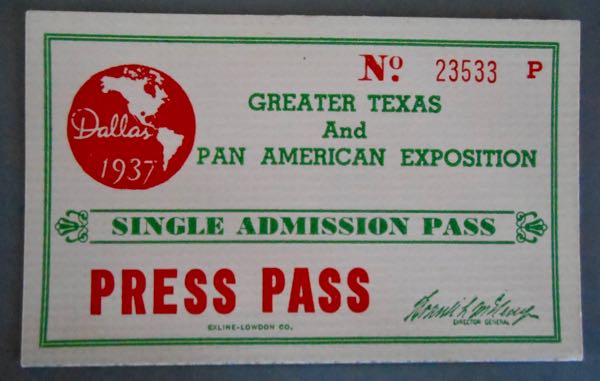 No. 23533 P
Dallas
1937
GREATER TEXAS
And
PAN AMERICAN EXPOSITION
SINGLE ADMISSION PASS
PRESS PASS
DIRECTOR GENERAL
EXLINE-LOWDON CO.